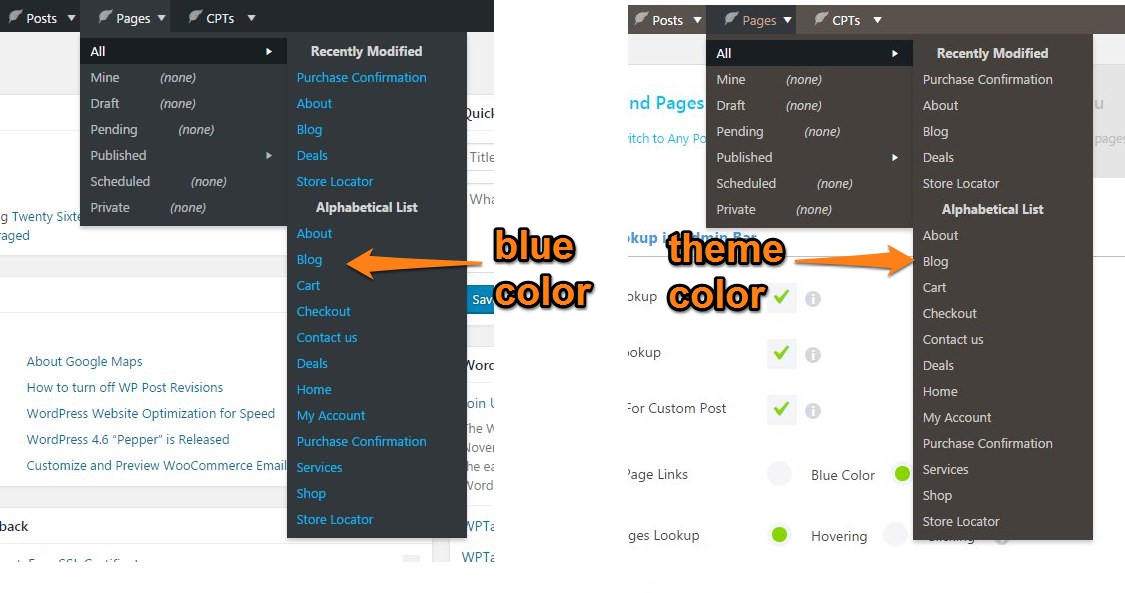 Posts Pages CPTs
All
Mine (none)
Draft (none)
Pending (none)
Published
Scheduled (none)
Private (none)
Recently Modified
Purchase Confirmation
About
Blog
Deals
Store Locator
Alphabetical List
About
Blog
Cart
Checkout
Contact us
Deals
Home
My Account
Purchase Confirmation
Services
Shop
Store Locator
Twenty Sixte
About Google Maps
How to turn off WP Post Revisions
WordPress Website Optimization for Speed
WordPress 4.6 “Pepper” is Released
Customize and Preview WooCommerce Email
back
Quick
Title
Wha
Sav
Word
oin U
he W
Nover
he ea
Word
WPTa
WPTa
blue
color
Posts Pages CPTs
All
Mine (none)
Draft (none)
Pending (none)
Published
Scheduled (none)
Private (none)
Recently Modified
Purchase Confirmation
About
Blog
Deals
Store Locator
Alphabetical List
About
Blog
Cart
Checkout
Contact us
Deals
Home
My Account
Purchase Confirmation
Services
Shop
Store Locator
nd Pages
itch to Any Po
pages
okup in Admin Bar
theme
color
okup
ookup
For Custom Post
Page Links Blue Color
ges Lookup Hovering Clicking